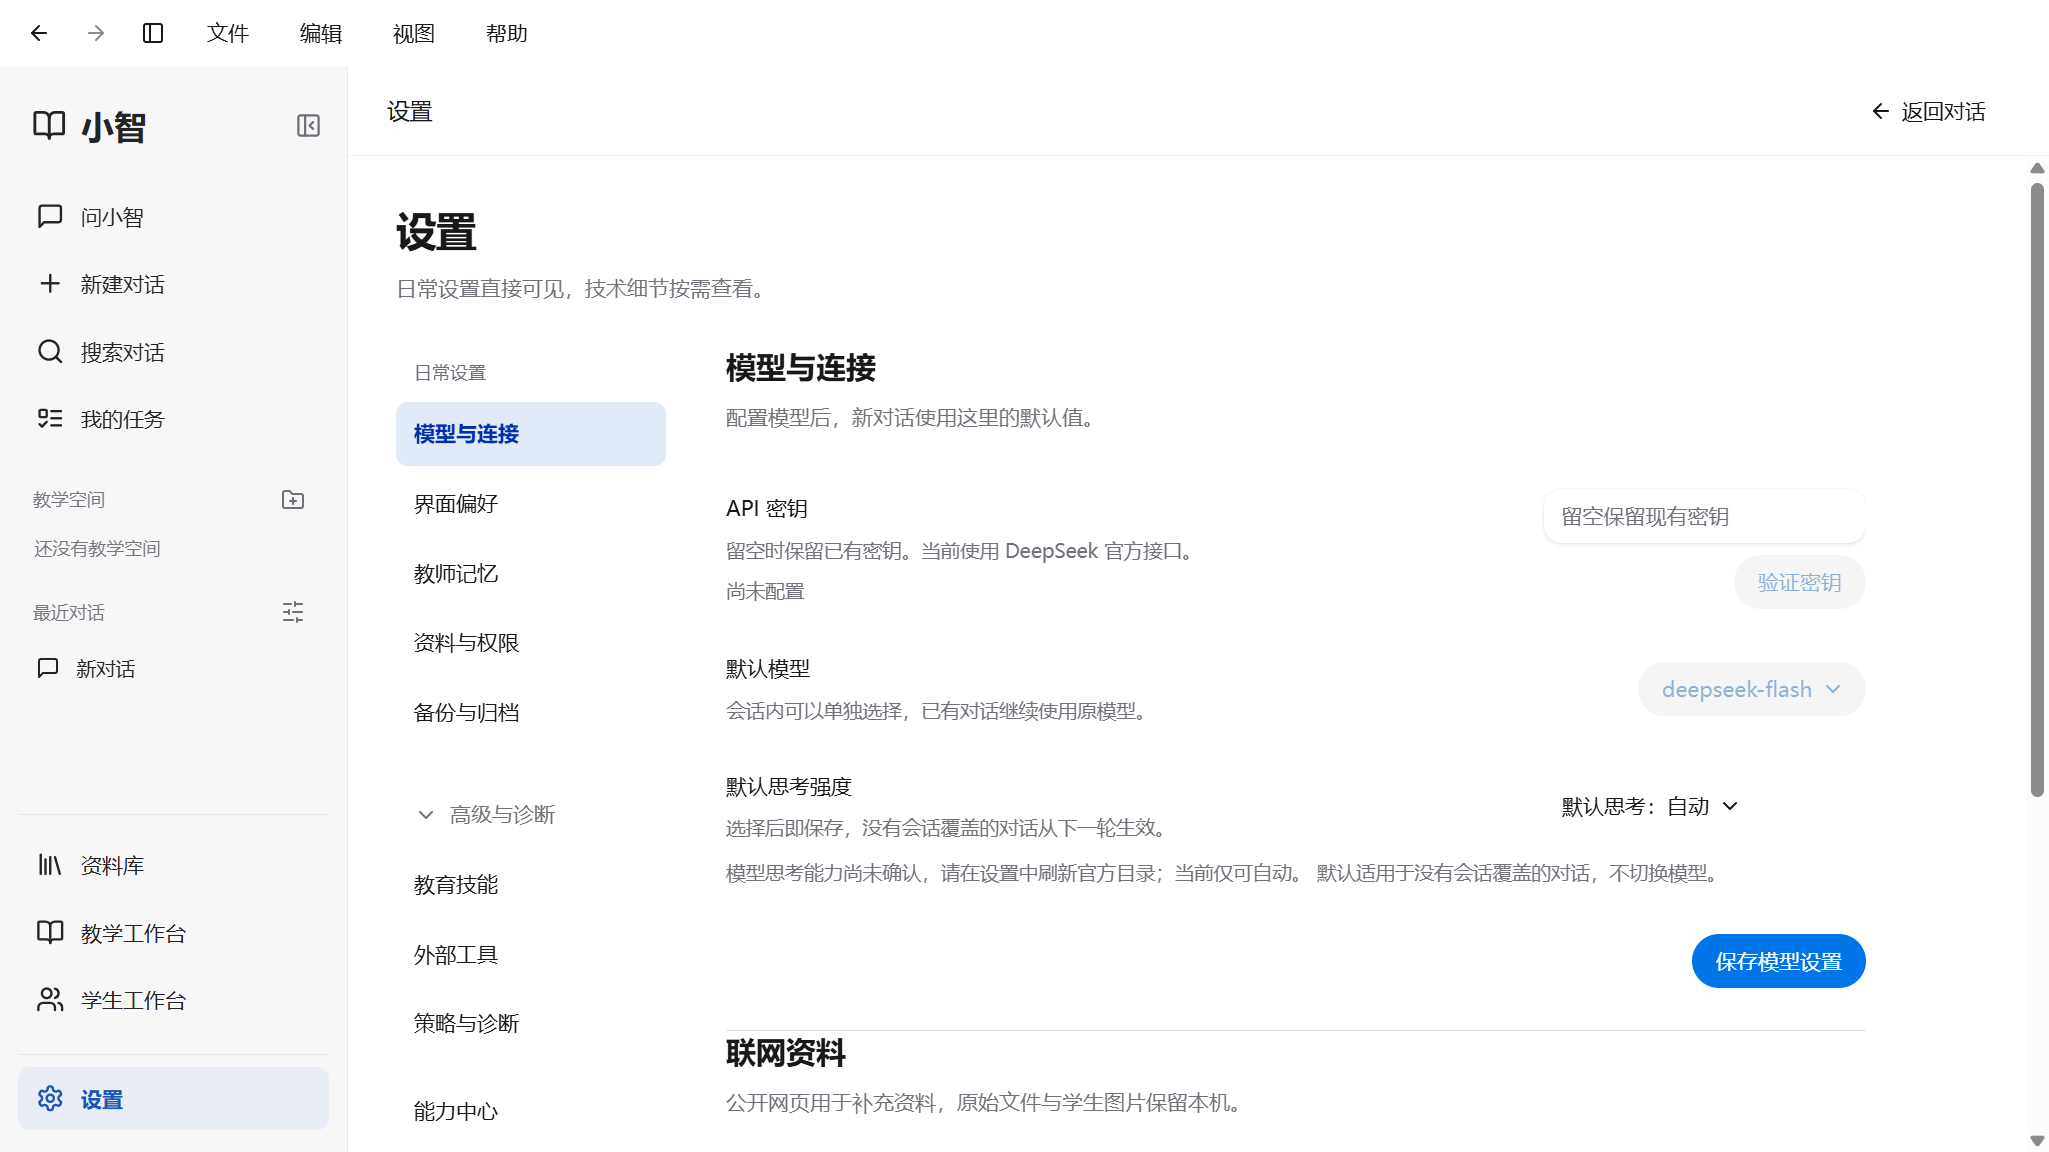 文件 编辑 视图 帮助
小智
问小智
新建对话
搜索对话
我的任务
教学空间
还没有教学空间
最近对话
新对话
资料库
教学工作台
学生工作台
设置
设置
返回对话
设置
日常设置直接可见，技术细节按需查看。
日常设置
模型与连接
界面偏好
教师记忆
资料与权限
备份与归档
高级与诊断
教育技能
外部工具
策略与诊断
能力中心
模型与连接
配置模型后，新对话使用这里的默认值。
API 密钥
留空时保留已有密钥。当前使用 DeepSeek 官方接口。
尚未配置
留空保留现有密钥
验证密钥
默认模型
会话内可以单独选择，已有对话继续使用原模型。
deepseek-flash
默认思考强度
选择后即保存，没有会话覆盖的对话从下一轮生效。
默认思考：自动
模型思考能力尚未确认，请在设置中刷新官方目录；当前仅可自动。 默认适用于没有会话覆盖的对话，不切换模型。
保存模型设置
联网资料
公开网页用于补充资料，原始文件与学生图片保留本机。